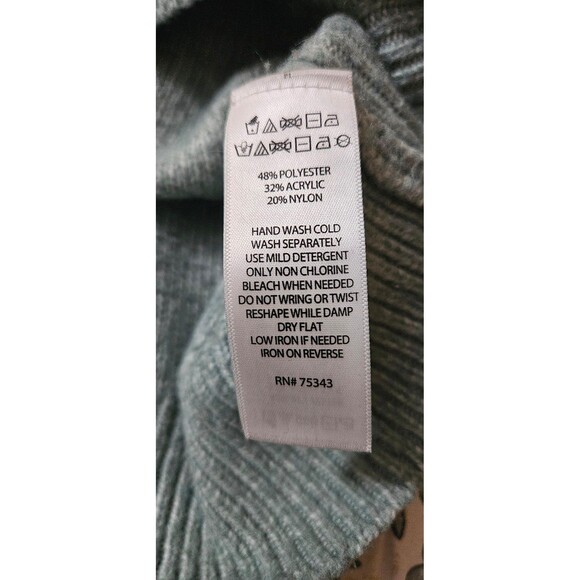 48% POLYESTER
32% ACRYLIC
20% NYLON
HAND WASH COLD
WASH SEPARATELY
USE MILD DETERGENT
ONLY NON CHLORINE
BLEACH WHEN NEEDED
DO NOT WRING OR TWIST
RESHAPE WHILE DAMP
DRY FLAT
LOW IRON IF NEEDED
IRON ON REVERSE
RN# 75343